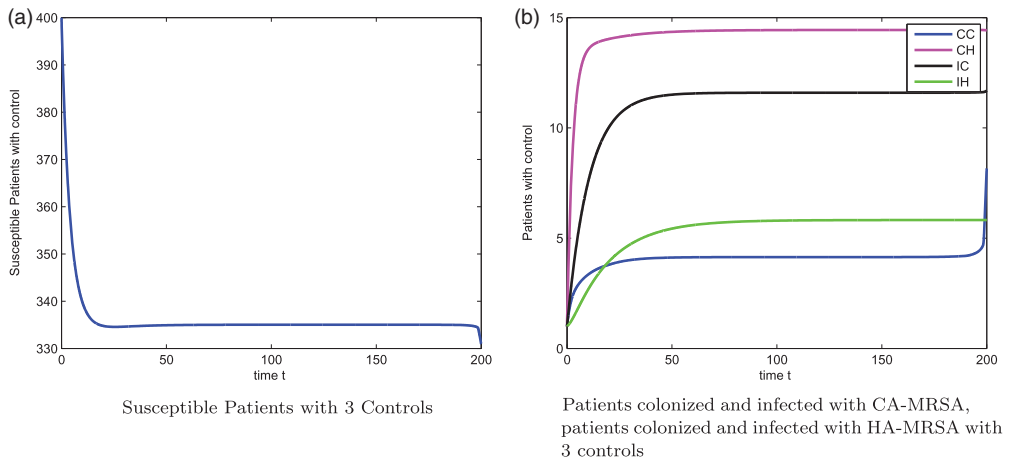 (a)
400
390
380
370
360
350
340
330
Susceptible Patients with control
0
50
100
150
200
time t
Susceptible Patients with 3 Controls
(b)
15
10
5
0
Patients with control
CC
CH
IC
IH
0
50
100
150
200
time t
Patients colonized and infected with CA-MRSA,
patients colonized and infected with HA-MRSA with
3 controls